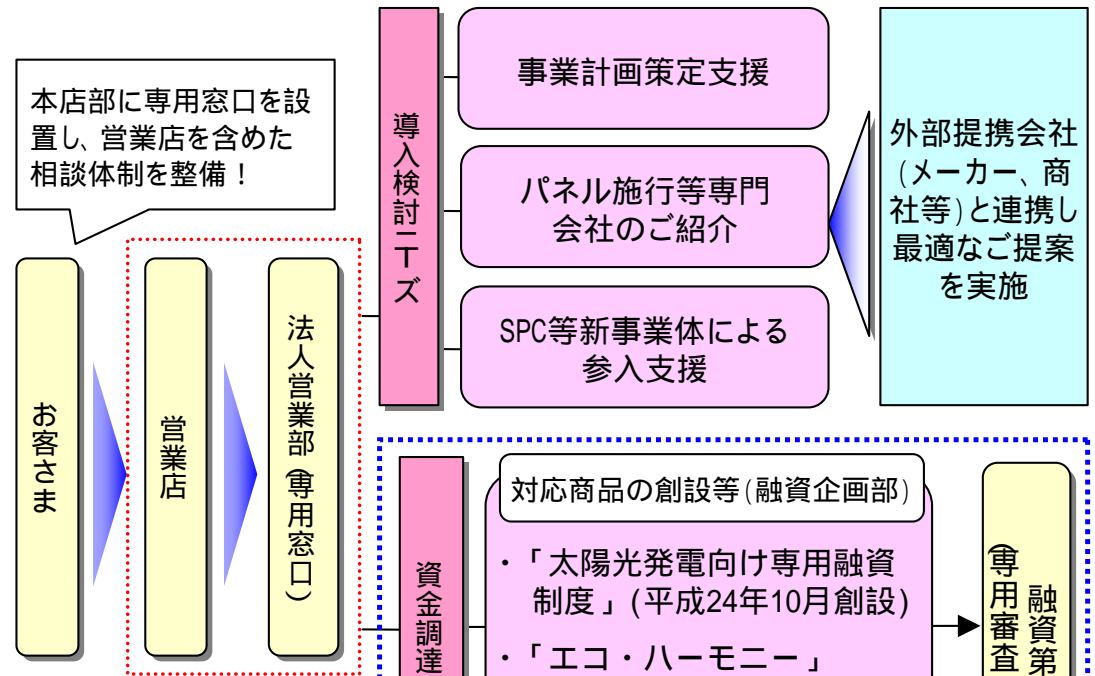 本店部に専用窓口を設
置し、営業店を含めた
相談体制を整備！
お客さま
営業店
法人営業部（専用窓口）
導入検討ニーズ
事業計画策定支援
パネル施行等専門
会社のご紹介
SPC等新事業体による
参入支援
外部提携会社
(メーカー、商
社等)と連携し
最適なご提案
を実施
資金調達
対応商品の創設等(融資企画部)
・「太陽光発電向け専用融資
制度」(平成24年10月創設)
・「エコ・ハーモニー」
融資第
（専用審査